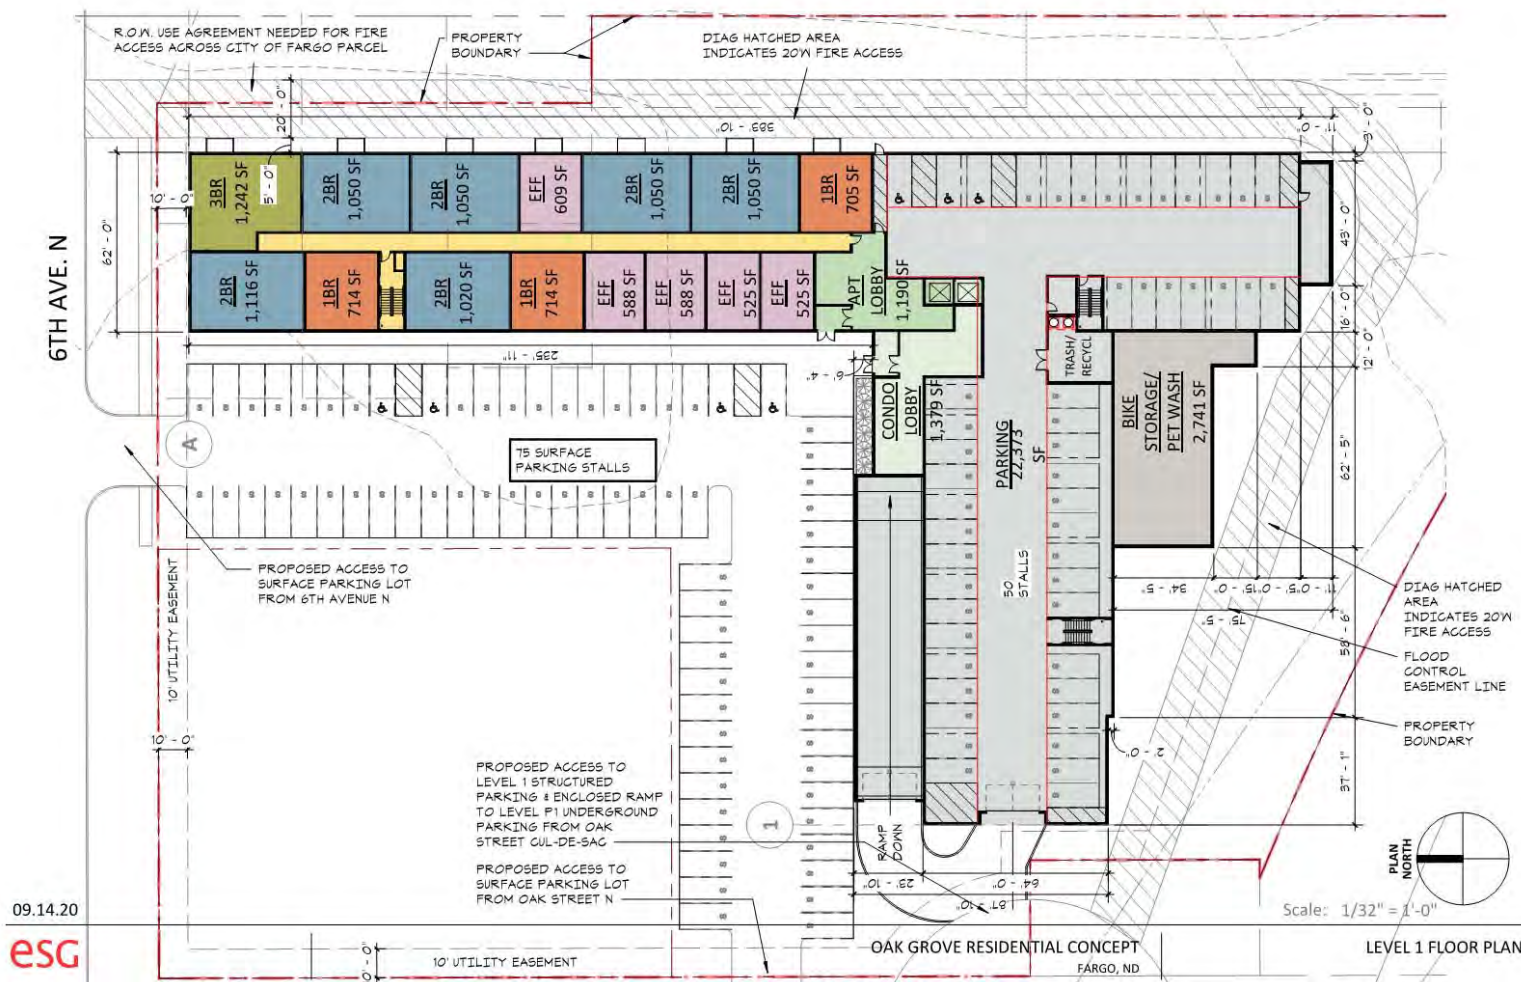 R.O.W. USE AGREEMENT NEEDED FOR FIRE
ACCESS ACROSS CITY OF FARGO PARCEL
PROPERTY
BOUNDARY
DIAG HATCHED AREA
INDICATES 20'W FIRE ACCESS
20' - 0"
383' - 10"
11' - 0"
3' - 0"
6TH AVE. N
62' - 0"
10' - 0"
5' - 0"
3BR
1,242 SF
2BR
1,050 SF
2BR
1,050 SF
EFF
609 SF
2BR
1,050 SF
2BR
1,050 SF
1BR
705 SF
43' - 0"
2BR
1,116 SF
1BR
714 SF
2BR
1,020 SF
1BR
714 SF
EFF
588 SF
EFF
588 SF
EFF
525 SF
EFF
525 SF
APT
LOBBY
1,190 SF
16' - 0"
235' - 11"
6' - 4"
12' - 0"
TRASH/
RECYCL
CONDO
LOBBY
1,379 SF
PARKING
22,373
SF
BIKE
STORAGE/
PET WASH
2,741 SF
62' - 5"
A
75 SURFACE
PARKING STALLS
PROPOSED ACCESS TO
SURFACE PARKING LOT
FROM 6TH AVENUE N
10' UTILITY EASEMENT
50
STALLS
34' - 5"
15' - 0"
5' - 0"
11' - 0"
75' - 5"
58' - 6"
DIAG HATCHED
AREA
INDICATES 20'W
FIRE ACCESS
FLOOD
CONTROL
EASEMENT LINE
PROPERTY
BOUNDARY
10' - 0"
2' - 0"
37' - 1"
PROPOSED ACCESS TO
LEVEL 1 STRUCTURED
PARKING & ENCLOSED RAMP
TO LEVEL P1 UNDERGROUND
PARKING FROM OAK
STREET CUL-DE-SAC
1
RAMP
DOWN
PROPOSED ACCESS TO
SURFACE PARKING LOT
FROM OAK STREET N
23' - 10"
64' - 0"
87' - 10"
PLAN
NORTH
Scale: 1/32" = 1'-0"
09.14.20
esG
10' UTILITY EASEMENT
OAK GROVE RESIDENTIAL CONCEPT
FARGO, ND
LEVEL 1 FLOOR PLAN